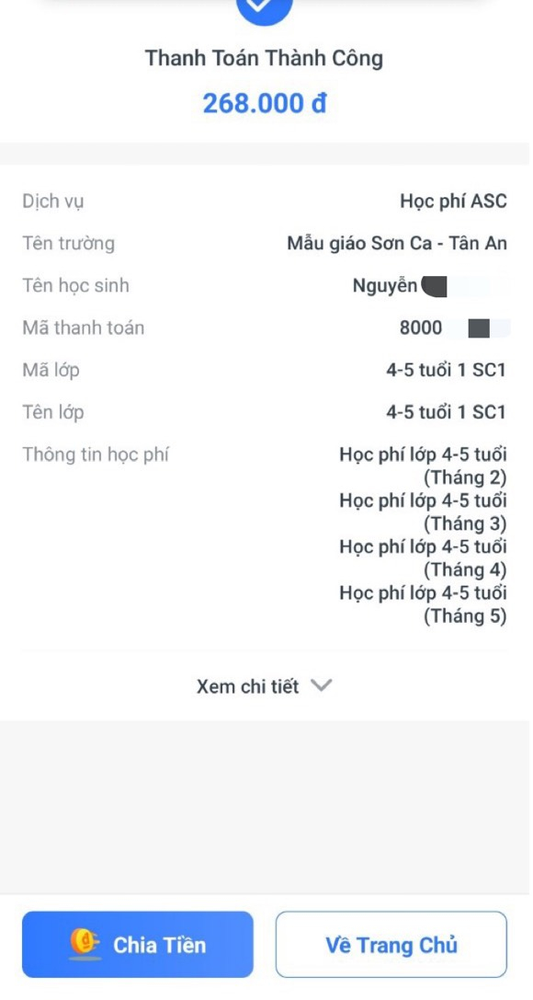 Thanh Toán Thành Công
268.000 đ
Dịch vụ Học phí ASC
Tên trường Mẫu giáo Sơn Ca - Tân An
Tên học sinh Nguyễn
Mã thanh toán 8000
Mã lớp 4-5 tuổi 1 SC1
Tên lớp 4-5 tuổi 1 SC1
Thông tin học phí Học phí lớp 4-5 tuổi
(Tháng 2)
Học phí lớp 4-5 tuổi
(Tháng 3)
Học phí lớp 4-5 tuổi
(Tháng 4)
Học phí lớp 4-5 tuổi
(Tháng 5)
Xem chi tiết
Chia Tiền
Về Trang Chủ